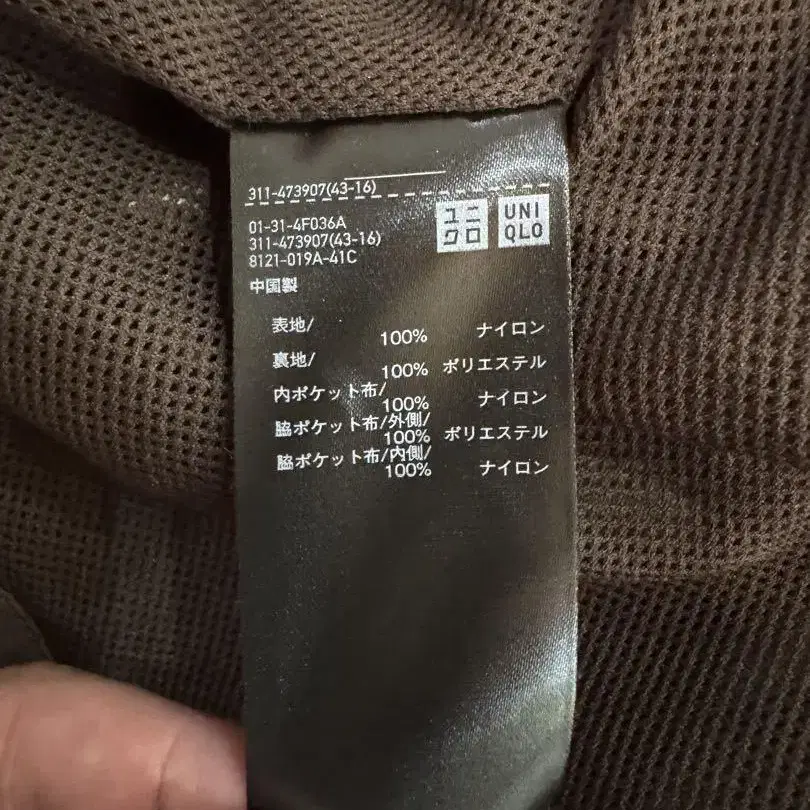 311-473907(43-16)
01-31-4F036A
311-473907(43-16)
8121-019A-41C
ユニ
クロ
UNI
QLO
中国製
表地/
100% ナイロン
裏地/
100% ポリエステル
内ポケット布/
100% ナイロン
脇ポケット布/外側/
100% ポリエステル
脇ポケット布/内側/
100% ナイロン